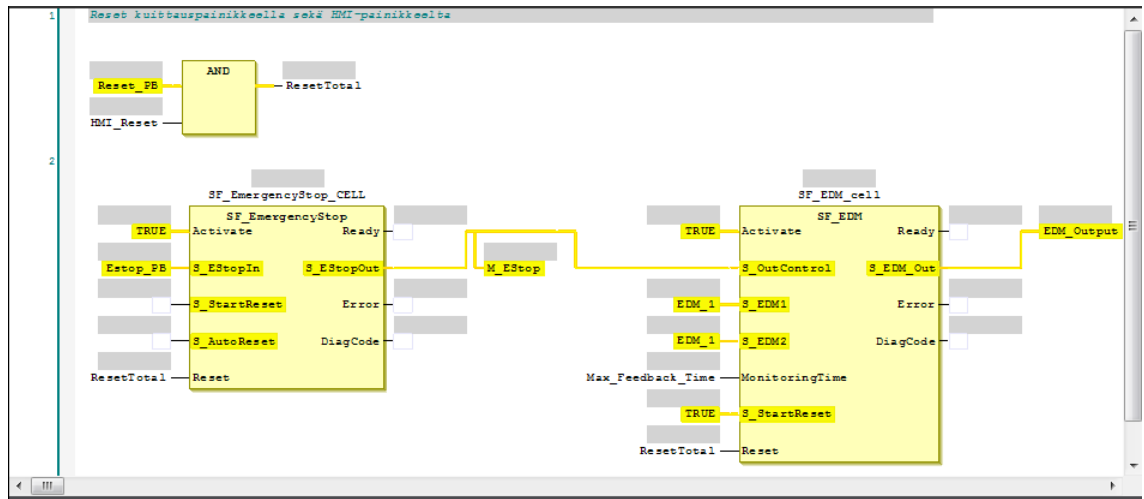 1 Reset kuittauspainikkeella sekä HMI-painikkeelta
AND
Reset_PB ResetTotal
HMI_Reset
2
SF_EmergencyStop_CELL SF_EDM_cell
SF_EmergencyStop SF_EDM
TRUE Activate Ready TRUE Activate Ready EDM_Output
Estop_PB S_EStopIn S_EStopOut M_EStop S_OutControl S_EDM_Out
S_StartReset Error EDM_1 S_EDM1 Error
S_AutoReset DiagCode EDM_1 S_EDM2 DiagCode
ResetTotal Reset Max_Feedback_Time MonitoringTime
TRUE S_StartReset
ResetTotal Reset